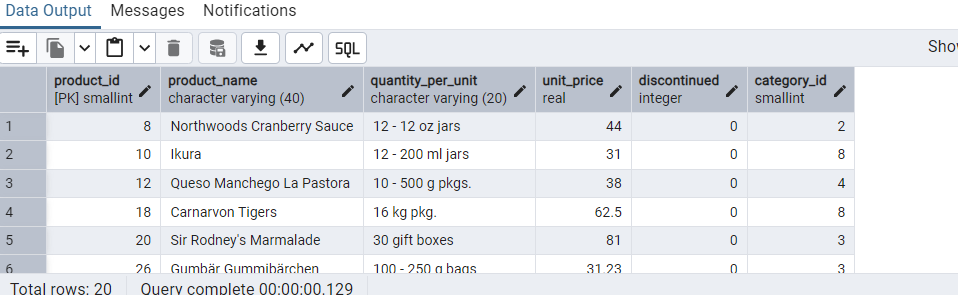 Data Output Messages Notifications
SQL
Sho
product_id product_name quantity_per_unit unit_price discontinued category_id
[PK] smallint character varying (40) character varying (20) real integer smallint
1 8 Northwoods Cranberry Sauce 12 - 12 oz jars 44 0 2
2 10 Ikura 12 - 200 ml jars 31 0 8
3 12 Queso Manchego La Pastora 10 - 500 g pkgs. 38 0 4
4 18 Carnarvon Tigers 16 kg pkg. 62.5 0 8
5 20 Sir Rodney's Marmalade 30 gift boxes 81 0 3
6 26 Gumbär Gummibärchen 100 - 250 g bags 31.23 0 3
Total rows: 20 Query complete 00:00:00.129